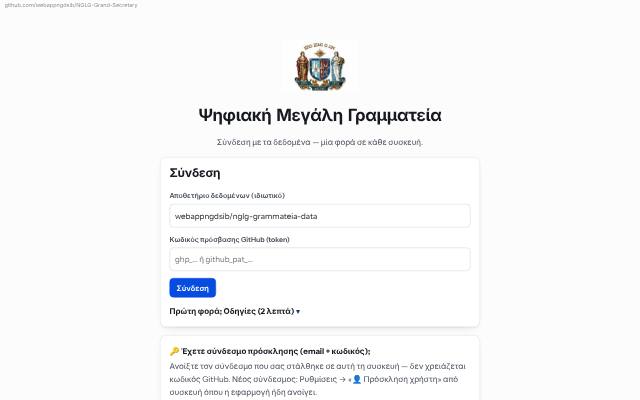 github.com/webappngdsib/NGLG-Grand-Secretary
Ψηφιακή Μεγάλη Γραμματεία
Σύνδεση με τα δεδομένα — μία φορά σε κάθε συσκευή.
Σύνδεση
Αποθετήριο δεδομένων (ιδιωτικό)
webappngdsib/nglg-grammateia-data
Κωδικός πρόσβασης GitHub (token)
ghp_… ή github_pat_…
Σύνδεση
Πρώτη φορά; Οδηγίες (2 λεπτά) ▾
🔑 Έχετε σύνδεσμο πρόσκλησης (email + κωδικός);
Ανοίξτε τον σύνδεσμο που σας στάλθηκε σε αυτή τη συσκευή — δεν χρειάζεται
κωδικός GitHub. Νέος σύνδεσμος: Ρυθμίσεις → «👤 Πρόσκληση χρήστη» από
συσκευή όπου η εφαρμογή ήδη ανοίγει.